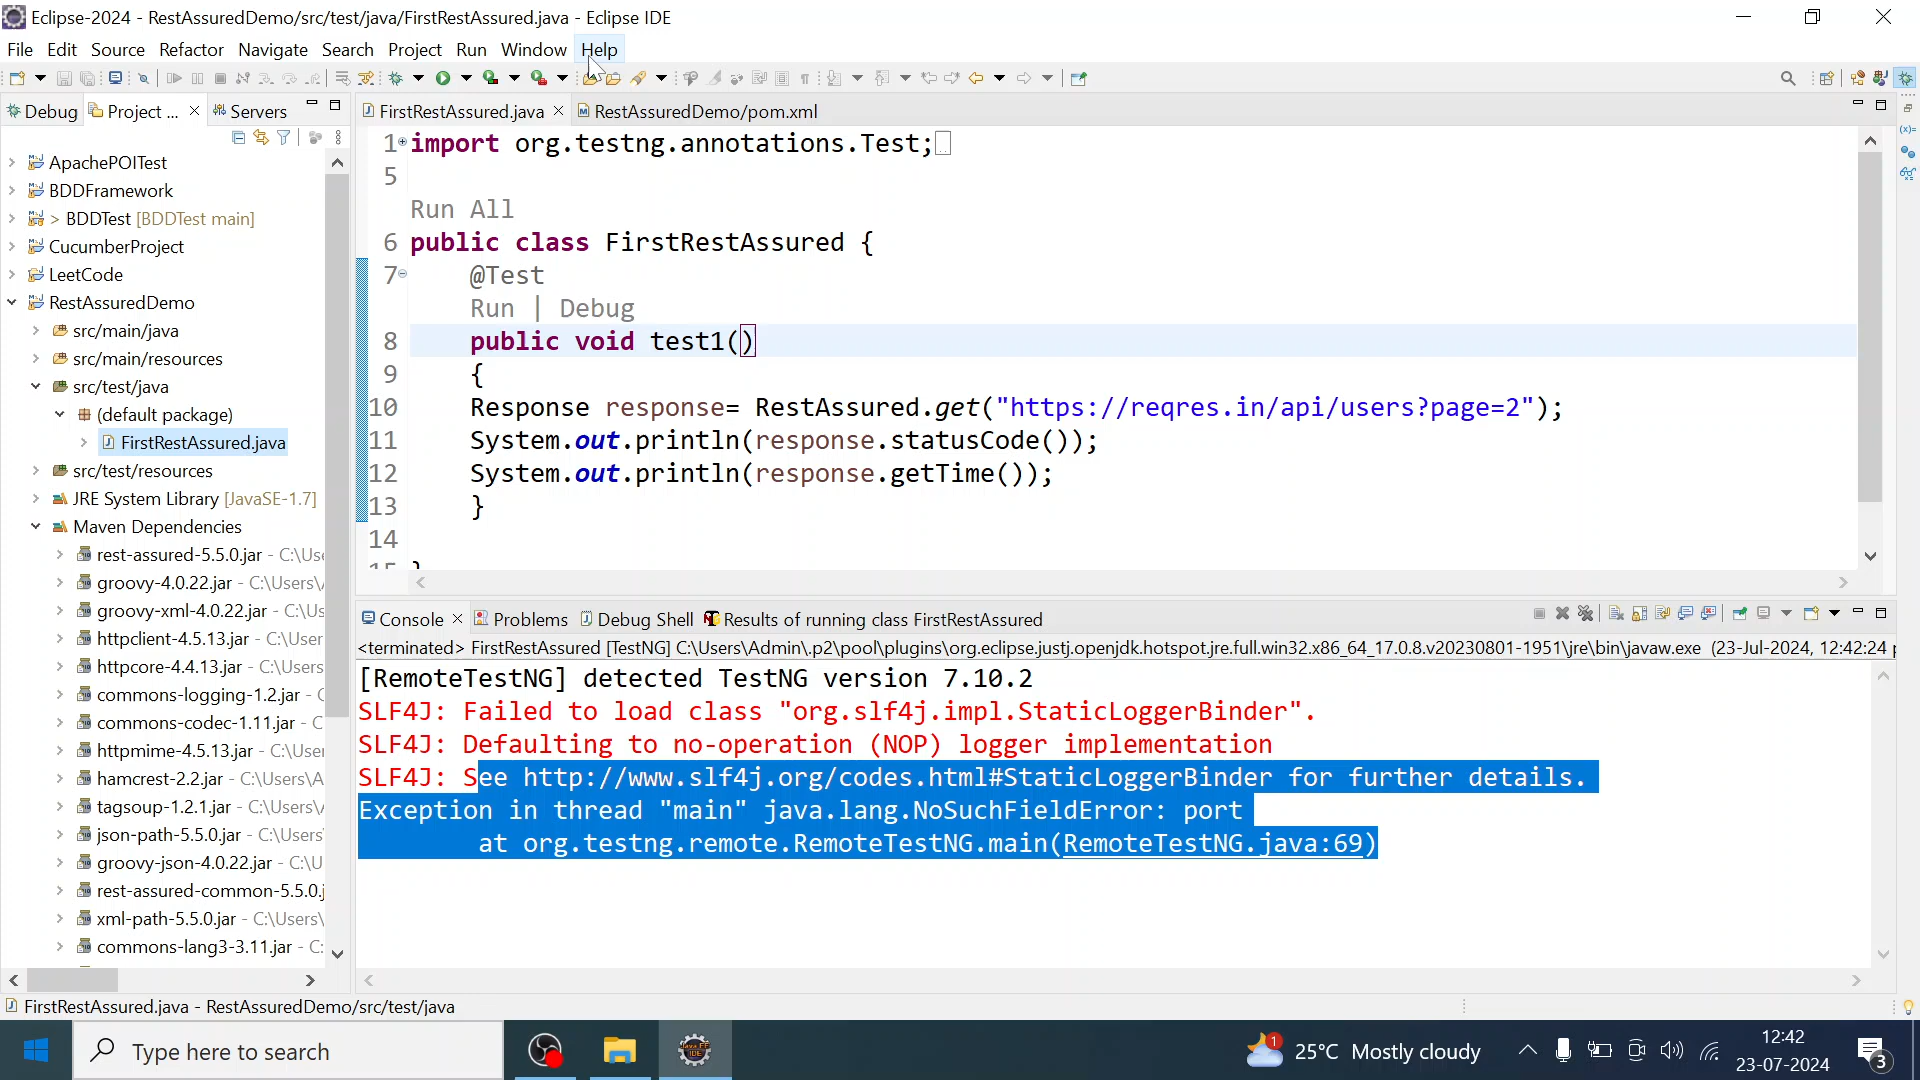 Eclipse-2024 - RestAssuredDemo/src/test/java/FirstRestAssured.java - Eclipse IDE
File Edit Source Refactor Navigate Search Project Run Window Help
Debug Project ... Servers
FirstRestAssured.java RestAssuredDemo/pom.xml
ApachePOITest
BDDFramework
> BDDTest [BDDTest main]
CucumberProject
LeetCode
RestAssuredDemo
src/main/java
src/main/resources
src/test/java
(default package)
FirstRestAssured.java
src/test/resources
JRE System Library [JavaSE-1.7]
Maven Dependencies
rest-assured-5.5.0.jar - C:\Use
groovy-4.0.22.jar - C:\Users\
groovy-xml-4.0.22.jar - C:\Us
httpclient-4.5.13.jar - C:\User
httpcore-4.4.13.jar - C:\User
commons-logging-1.2.jar - C
commons-codec-1.11.jar - C
httpmime-4.5.13.jar - C:\User
hamcrest-2.2.jar - C:\Users\A
tagsoup-1.2.1.jar - C:\Users\
json-path-5.5.0.jar - C:\Users
groovy-json-4.0.22.jar - C:\U
rest-assured-common-5.5.0.j
xml-path-5.5.0.jar - C:\Users\
commons-lang3-3.11.jar - C:
1 import org.testng.annotations.Test;
5
Run All
6 public class FirstRestAssured {
7 @Test
Run | Debug
8 public void test1()
9 {
10 Response response= RestAssured.get("https://reqres.in/api/users?page=2");
11 System.out.println(response.statusCode());
12 System.out.println(response.getTime());
13 }
14
15 }
Console Problems Debug Shell Results of running class FirstRestAssured
<terminated> FirstRestAssured [TestNG] C:\Users\Admin\.p2\pool\plugins\org.eclipse.justj.openjdk.hotspot.jre.full.win32.x86_64_17.0.8.v20230801-1951\jre\bin\javaw.exe (23-Jul-2024, 12:42:24
[RemoteTestNG] detected TestNG version 7.10.2
SLF4J: Failed to load class "org.slf4j.impl.StaticLoggerBinder".
SLF4J: Defaulting to no-operation (NOP) logger implementation
SLF4J: See http://www.slf4j.org/codes.html#StaticLoggerBinder for further details.
Exception in thread "main" java.lang.NoSuchFieldError: port
at org.testng.remote.RemoteTestNG.main(RemoteTestNG.java:69)
FirstRestAssured.java - RestAssuredDemo/src/test/java
Type here to search
1
25°C Mostly cloudy
12:42
23-07-2024
3